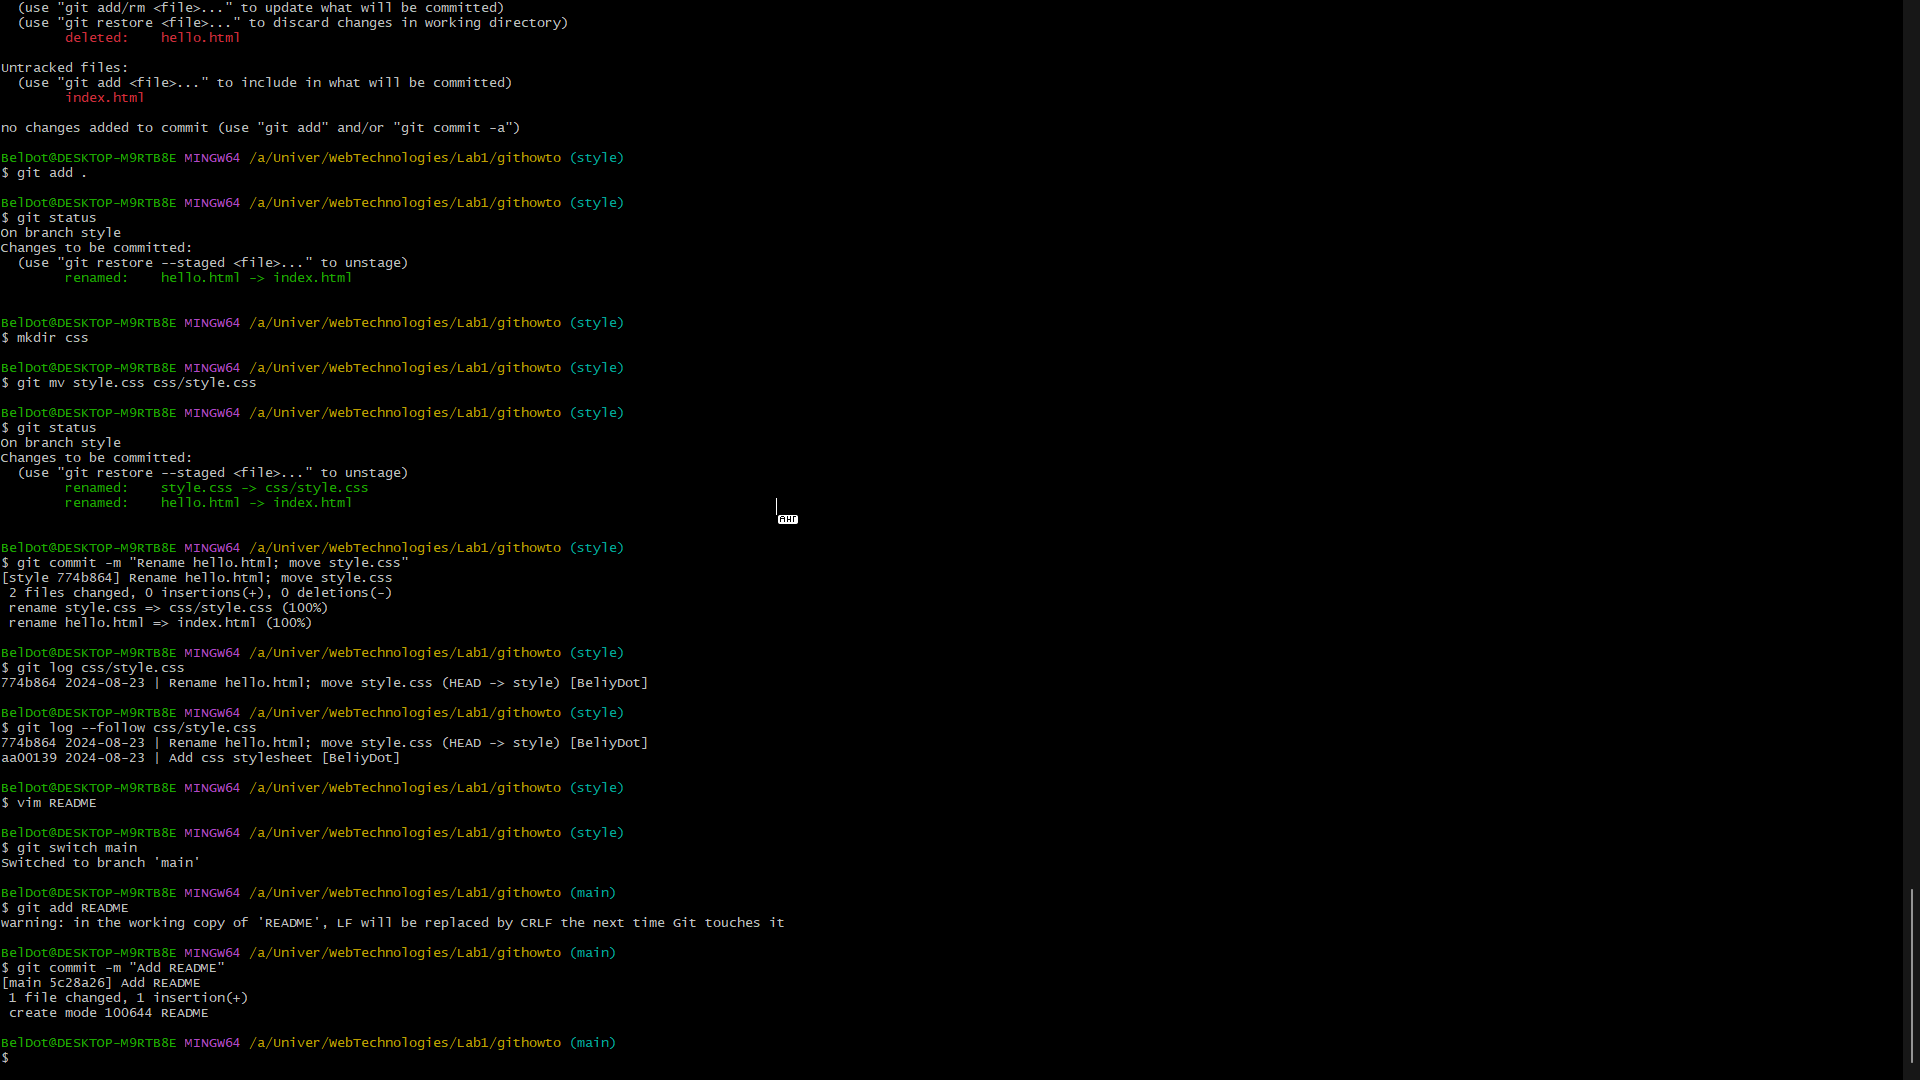 (use "git add/rm <file>..." to update what will be committed)
  (use "git restore <file>..." to discard changes in working directory)
        deleted:    hello.html

Untracked files:
  (use "git add <file>..." to include in what will be committed)
        index.html

no changes added to commit (use "git add" and/or "git commit -a")

BelDot@DESKTOP-M9RTB8E MINGW64 /a/Univer/WebTechnologies/Lab1/githowto (style)
$ git add .

BelDot@DESKTOP-M9RTB8E MINGW64 /a/Univer/WebTechnologies/Lab1/githowto (style)
$ git status
On branch style
Changes to be committed:
  (use "git restore --staged <file>..." to unstage)
        renamed:    hello.html -> index.html


BelDot@DESKTOP-M9RTB8E MINGW64 /a/Univer/WebTechnologies/Lab1/githowto (style)
$ mkdir css

BelDot@DESKTOP-M9RTB8E MINGW64 /a/Univer/WebTechnologies/Lab1/githowto (style)
$ git mv style.css css/style.css

BelDot@DESKTOP-M9RTB8E MINGW64 /a/Univer/WebTechnologies/Lab1/githowto (style)
$ git status
On branch style
Changes to be committed:
  (use "git restore --staged <file>..." to unstage)
        renamed:    style.css -> css/style.css
        renamed:    hello.html -> index.html
АНГ

BelDot@DESKTOP-M9RTB8E MINGW64 /a/Univer/WebTechnologies/Lab1/githowto (style)
$ git commit -m "Rename hello.html; move style.css"
[style 774b864] Rename hello.html; move style.css
 2 files changed, 0 insertions(+), 0 deletions(-)
 rename style.css => css/style.css (100%)
 rename hello.html => index.html (100%)

BelDot@DESKTOP-M9RTB8E MINGW64 /a/Univer/WebTechnologies/Lab1/githowto (style)
$ git log css/style.css
774b864 2024-08-23 | Rename hello.html; move style.css (HEAD -> style) [BeliyDot]

BelDot@DESKTOP-M9RTB8E MINGW64 /a/Univer/WebTechnologies/Lab1/githowto (style)
$ git log --follow css/style.css
774b864 2024-08-23 | Rename hello.html; move style.css (HEAD -> style) [BeliyDot]
aa00139 2024-08-23 | Add css stylesheet [BeliyDot]

BelDot@DESKTOP-M9RTB8E MINGW64 /a/Univer/WebTechnologies/Lab1/githowto (style)
$ vim README

BelDot@DESKTOP-M9RTB8E MINGW64 /a/Univer/WebTechnologies/Lab1/githowto (style)
$ git switch main
Switched to branch 'main'

BelDot@DESKTOP-M9RTB8E MINGW64 /a/Univer/WebTechnologies/Lab1/githowto (main)
$ git add README
warning: in the working copy of 'README', LF will be replaced by CRLF the next time Git touches it

BelDot@DESKTOP-M9RTB8E MINGW64 /a/Univer/WebTechnologies/Lab1/githowto (main)
$ git commit -m "Add README"
[main 5c28a26] Add README
 1 file changed, 1 insertion(+)
 create mode 100644 README

BelDot@DESKTOP-M9RTB8E MINGW64 /a/Univer/WebTechnologies/Lab1/githowto (main)
$